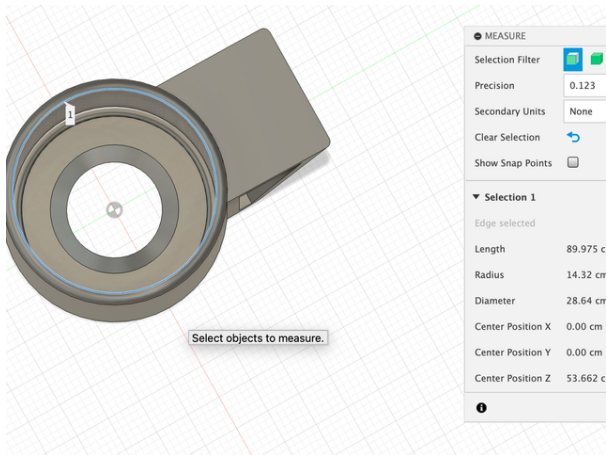 MEASURE
Selection Filter
Precision 0.123
Secondary Units None
Clear Selection
Show Snap Points
Selection 1
Edge selected
Length 89.975 c
Radius 14.32 cm
Diameter 28.64 cm
Center Position X 0.00 cm
Center Position Y 0.00 cm
Center Position Z 53.662 c
1
Select objects to measure.